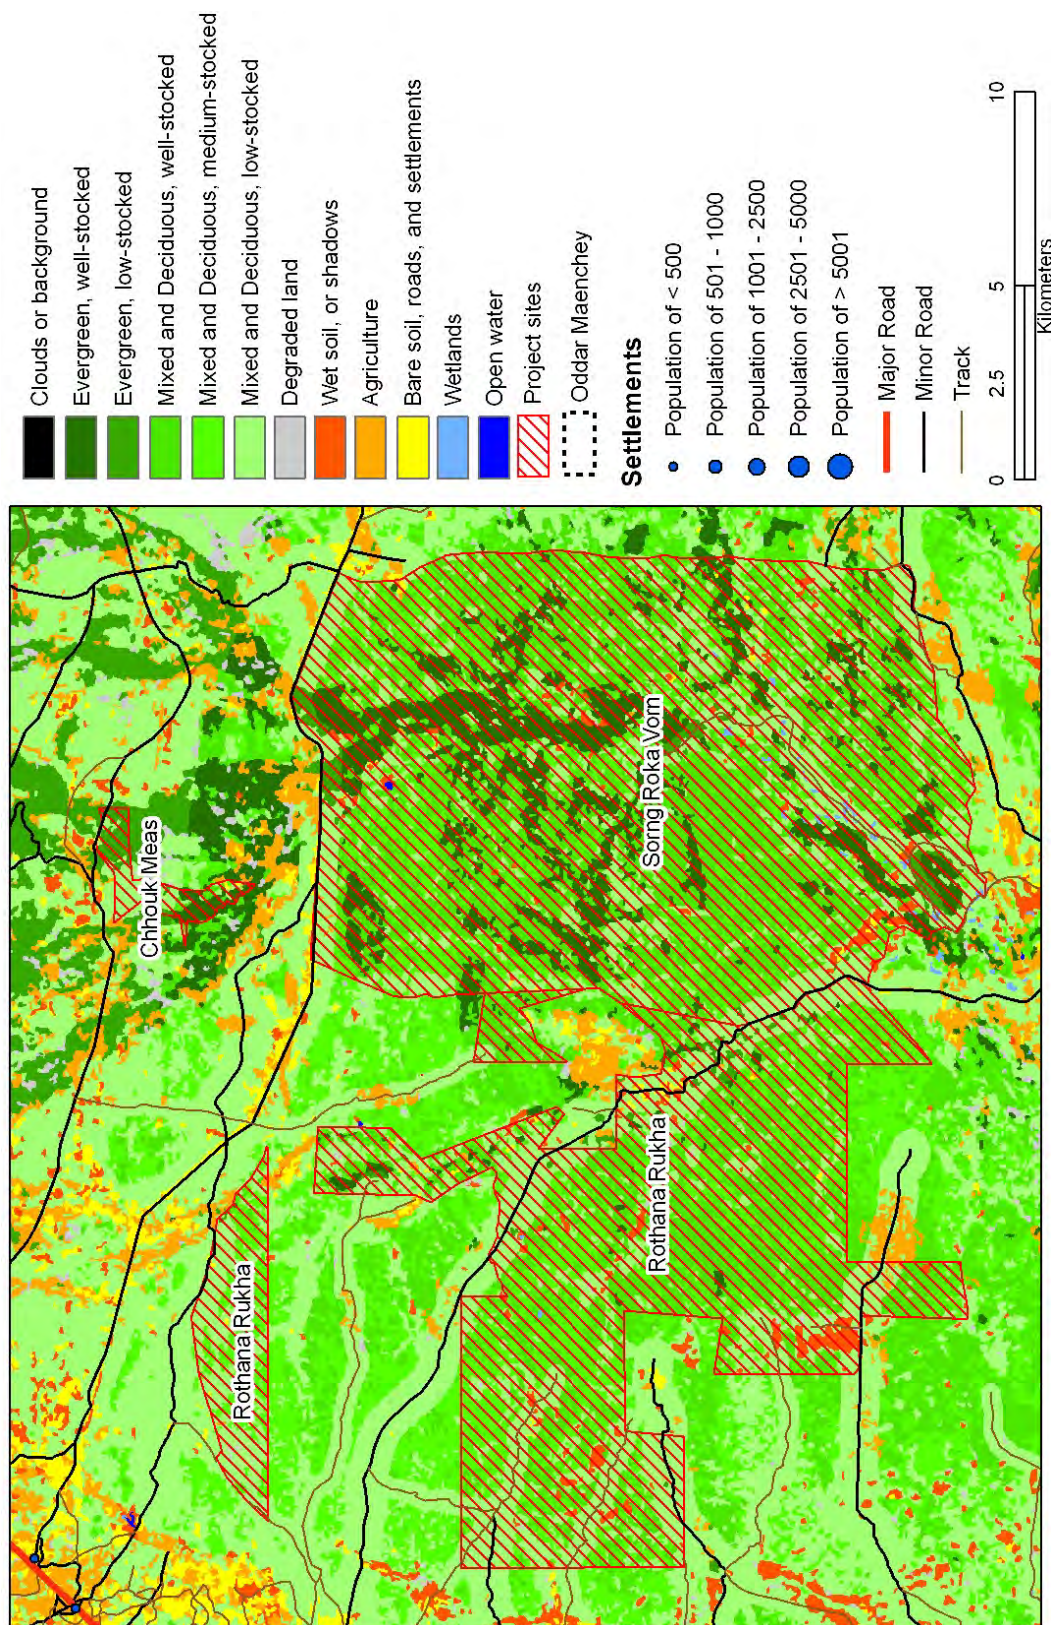 Chhouk Meas
Sorng Roka Vorn
Rothana Rukha
Rothana Rukha
Clouds or background
Evergreen, well-stocked
Evergreen, low-stocked
Mixed and Deciduous, well-stocked
Mixed and Deciduous, medium-stocked
Mixed and Deciduous, low-stocked
Degraded land
Wet soil, or shadows
Agriculture
Bare soil, roads, and settlements
Wetlands
Open water
Project sites
Oddar Maenchey
Settlements
Population of < 500
Population of 501 - 1000
Population of 1001 - 2500
Population of 2501 - 5000
Population of > 5001
Major Road
Minor Road
Track
0 2.5 5 10
Kilometers